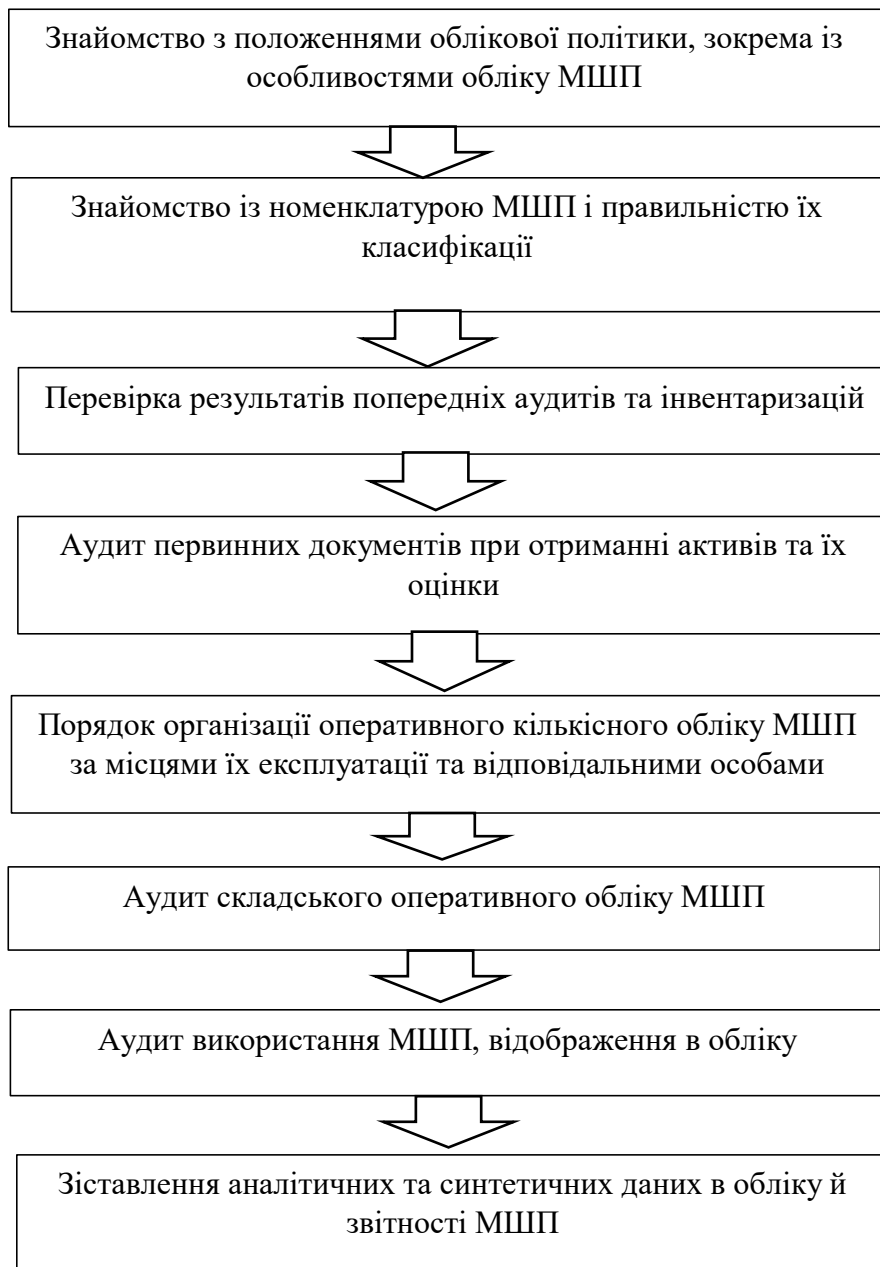 Знайомство з положеннями облікової політики, зокрема із
особливостями обліку МШП
Знайомство із номенклатурою МШП і правильністю їх
класифікації
Перевірка результатів попередніх аудитів та інвентаризацій
Аудит первинних документів при отриманні активів та їх
оцінки
Порядок організації оперативного кількісного обліку МШП
за місцями їх експлуатації та відповідальними особами
Аудит складського оперативного обліку МШП
Аудит використання МШП, відображення в обліку
Зіставлення аналітичних та синтетичних даних в обліку й
звітності МШП